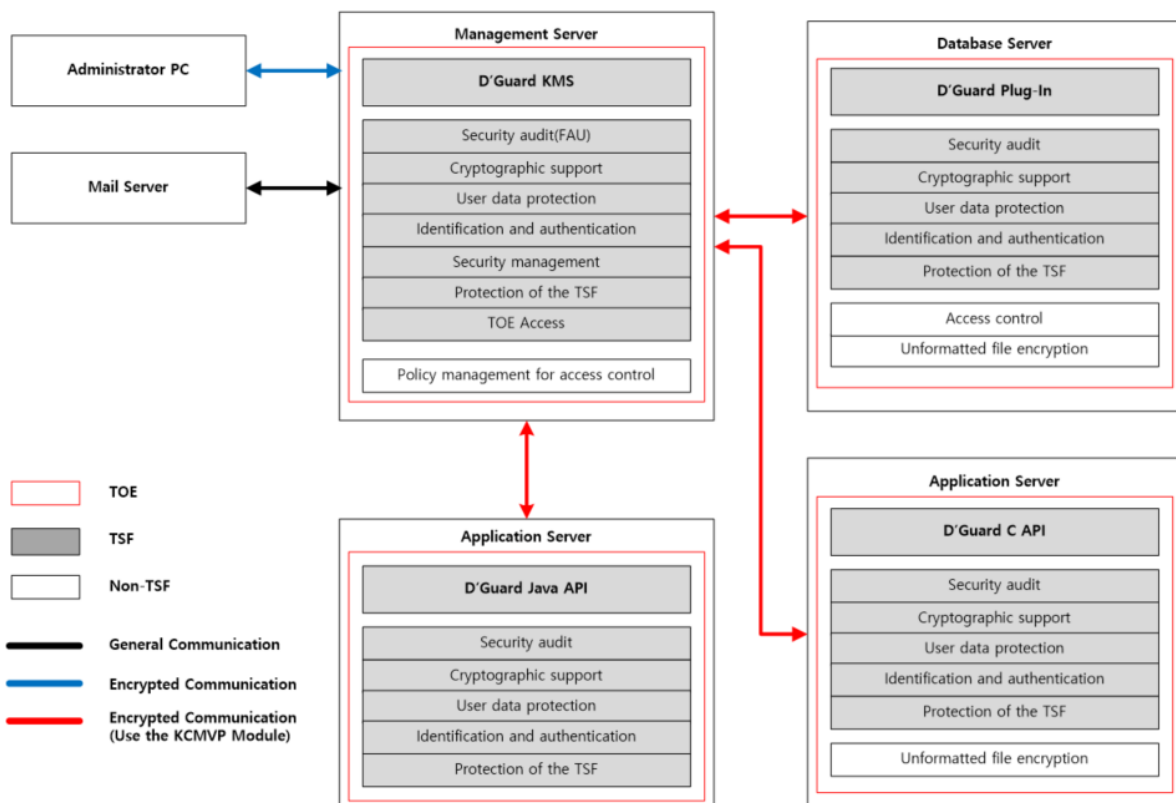 Administrator PC
Mail Server
Management Server
D'Guard KMS
Security audit(FAU)
Cryptographic support
User data protection
Identification and authentication
Security management
Protection of the TSF
TOE Access
Policy management for access control
Database Server
D'Guard Plug-In
Security audit
Cryptographic support
User data protection
Identification and authentication
Protection of the TSF
Access control
Unformatted file encryption
TOE
TSF
Non-TSF
General Communication
Encrypted Communication
Encrypted Communication
(Use the KCMVP Module)
Application Server
D'Guard Java API
Security audit
Cryptographic support
User data protection
Identification and authentication
Protection of the TSF
Application Server
D'Guard C API
Security audit
Cryptographic support
User data protection
Identification and authentication
Protection of the TSF
Unformatted file encryption